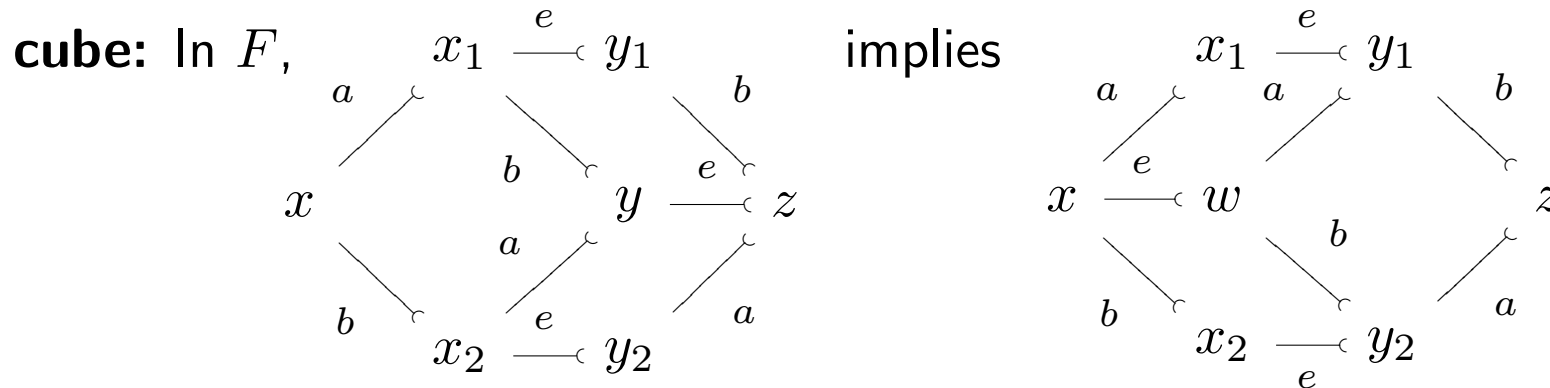 cube: In F, x₁ e y₁ implies x₁ e y₁
a b a a b
e e
x b y e z x w z
a b
b e a b a
x₂ y₂ x₂ e y₂